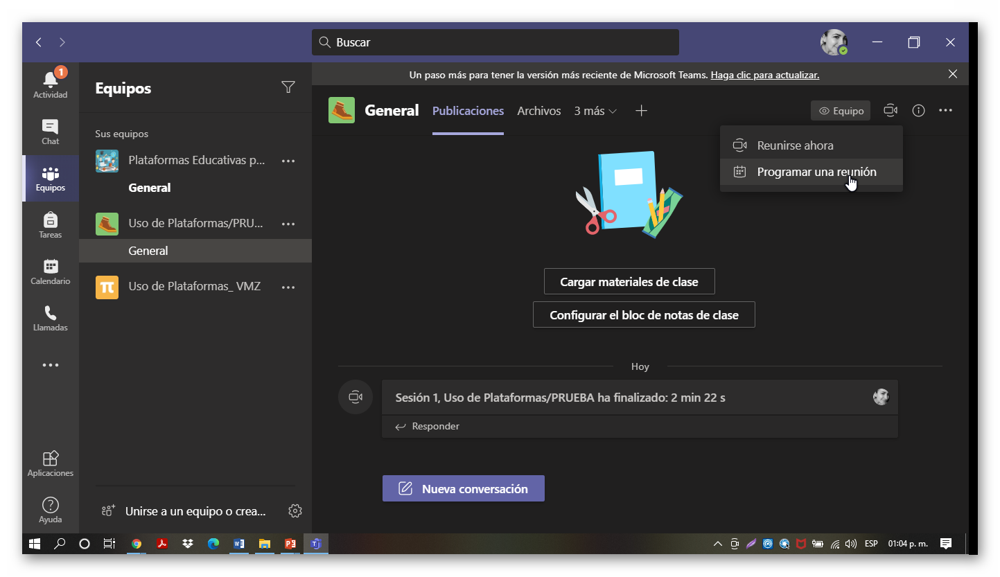 Buscar
Un paso más para tener la versión más reciente de Microsoft Teams. Haga clic para actualizar.
1
Actividad
Chat
Equipos
Tareas
Calendario
Llamadas
Aplicaciones
Ayuda
Equipos
Sus equipos
Plataformas Educativas p...
General
Uso de Plataformas/PRU...
General
Uso de Plataformas_ VMZ
Unirse a un equipo o crea...
General
Publicaciones
Archivos
3 más
Equipo
Reunirse ahora
Programar una reunión
Cargar materiales de clase
Configurar el bloc de notas de clase
Hoy
Sesión 1, Uso de Plataformas/PRUEBA ha finalizado: 2 min 22 s
Responder
Nueva conversación
ESP
01:04 p. m.